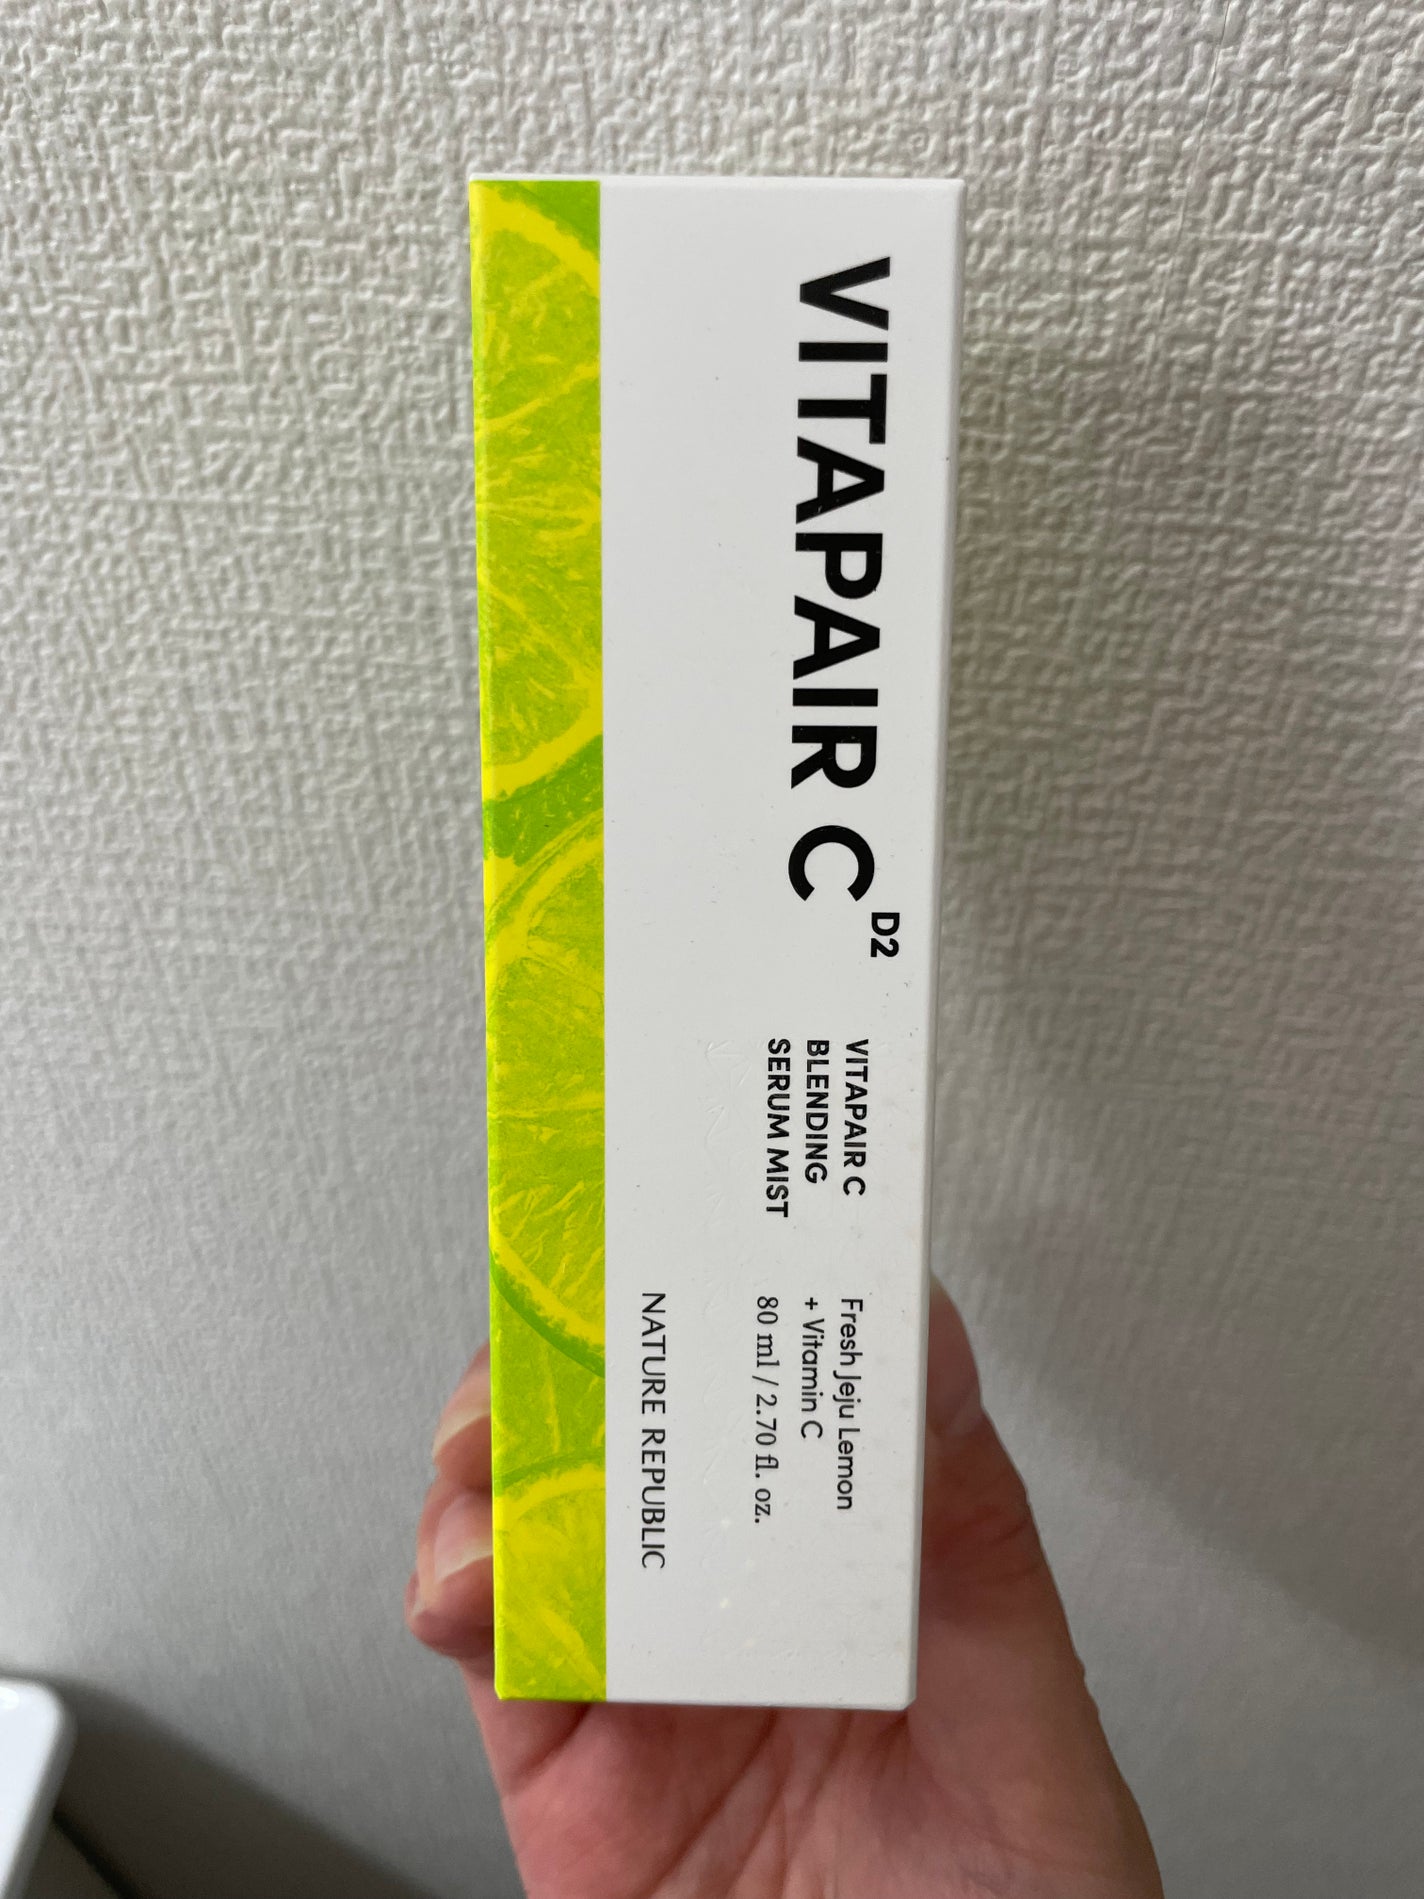 VITAPAIR C D2
VITAPAIR C
BLENDING
SERUM MIST
Fresh Jeju Lemon
+ Vitamin C
80 ml / 2.70 fl. oz.
NATURE REPUBLIC